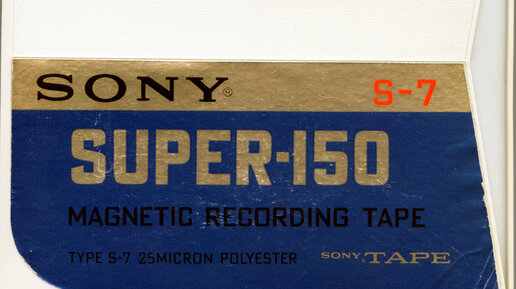 SONY® S-7
SUPER-150
MAGNETIC RECORDING TAPE
TYPE S-7 25MICRON POLYESTER SONY TAPE